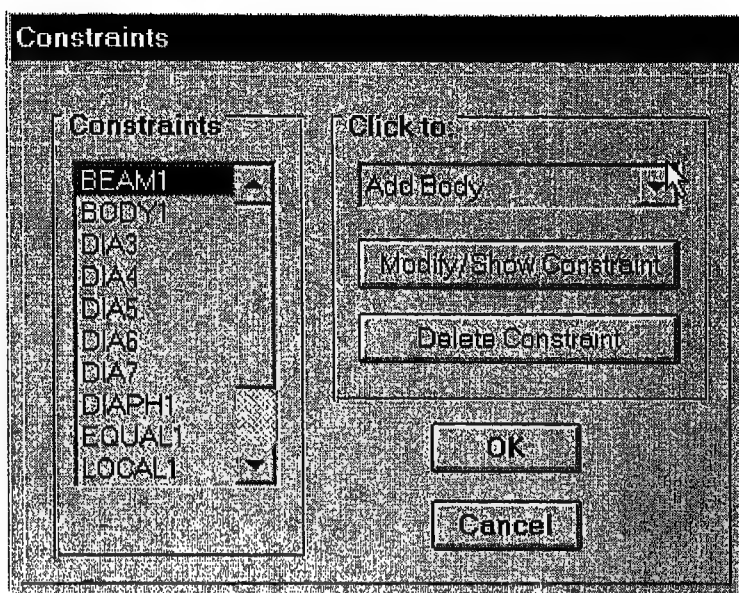 Constraints
Constraints
BEAM1
BODY1
DIA3
DIA4
DIA5
DIA6
DIA7
DIAPH1
EQUAL1
LOCAL1
Click to:
Add Body
Modify/Show Constraint
Delete Constraint
OK
Cancel